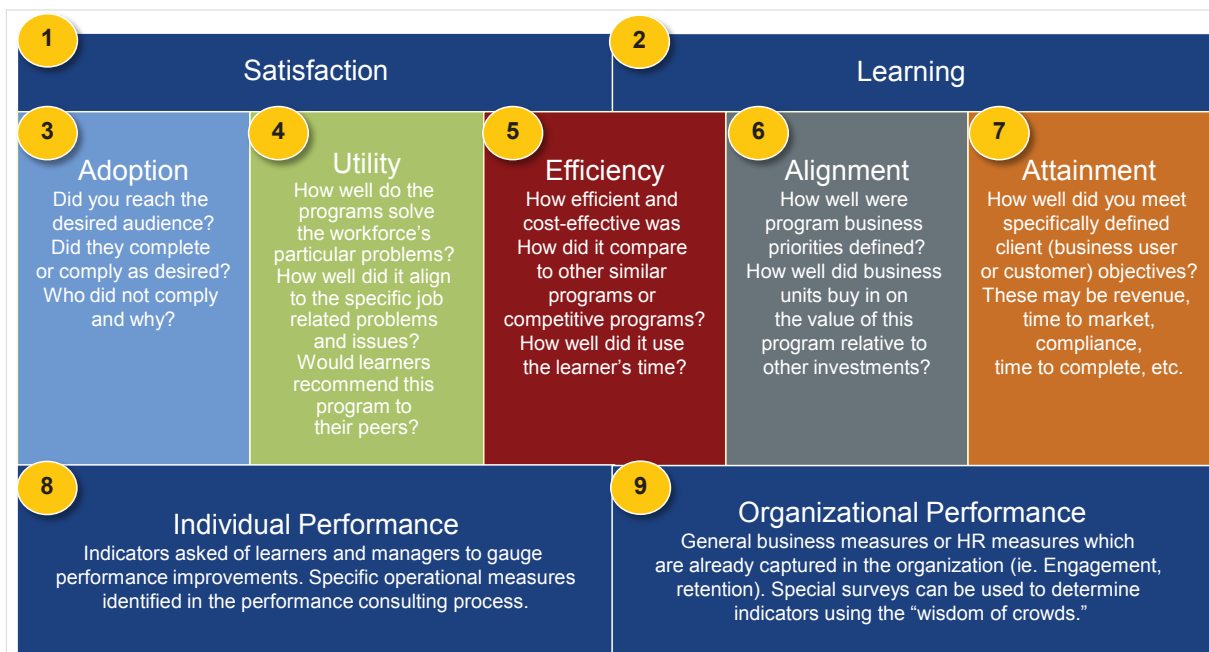 1
Satisfaction
2
Learning
3
Adoption
Did you reach the
desired audience?
Did they complete
or comply as desired?
Who did not comply
and why?
4
Utility
How well do the
programs solve
the workforce's
particular problems?
How well did it align
to the specific job
related problems
and issues?
Would learners
recommend this
program to
their peers?
5
Efficiency
How efficient and
cost-effective was
How did it compare
to other similar
programs or
competitive programs?
How well did it use
the learner's time?
6
Alignment
How well were
program business
priorities defined?
How well did business
units buy in on
the value of this
program relative to
other investments?
7
Attainment
How well did you meet
specifically defined
client (business user
or customer) objectives?
These may be revenue,
time to market,
compliance,
time to complete, etc.
8
Individual Performance
Indicators asked of learners and managers to gauge
performance improvements. Specific operational measures
identified in the performance consulting process.
9
Organizational Performance
General business measures or HR measures which
are already captured in the organization (ie. Engagement,
retention). Special surveys can be used to determine
indicators using the “wisdom of crowds.”